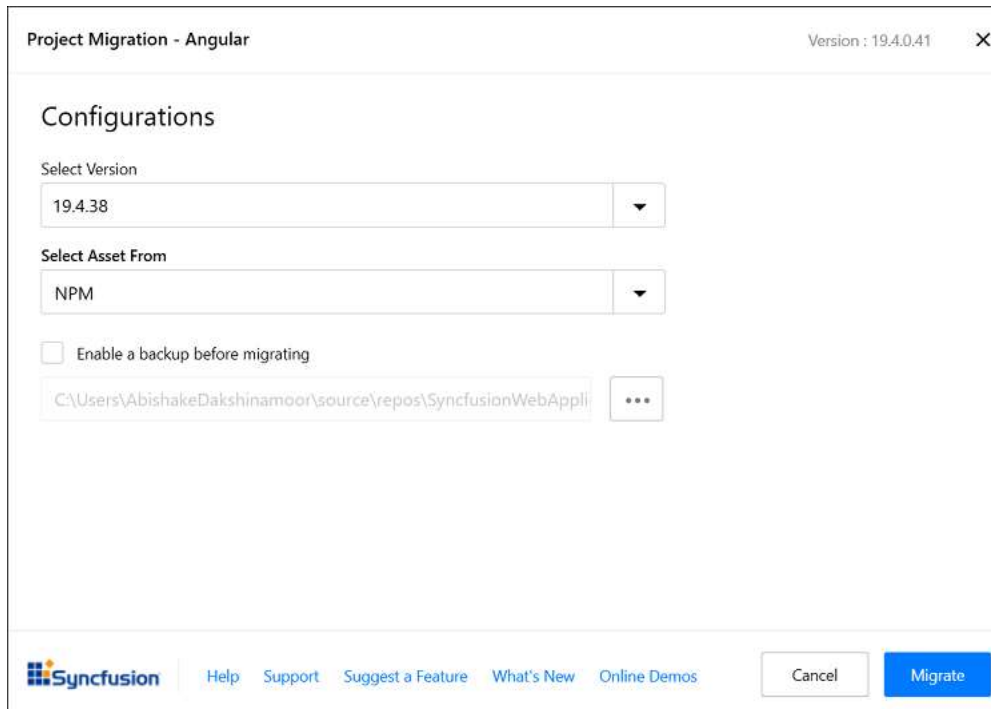 Project Migration - Angular
Version : 19.4.0.41
Configurations
Select Version
19.4.38
Select Asset From
NPM
Enable a backup before migrating
C:\Users\AbishakeDakshinamoor\source\repos\SyncfusionWebAppli
Syncfusion
Help Support Suggest a Feature What's New Online Demos
Cancel Migrate